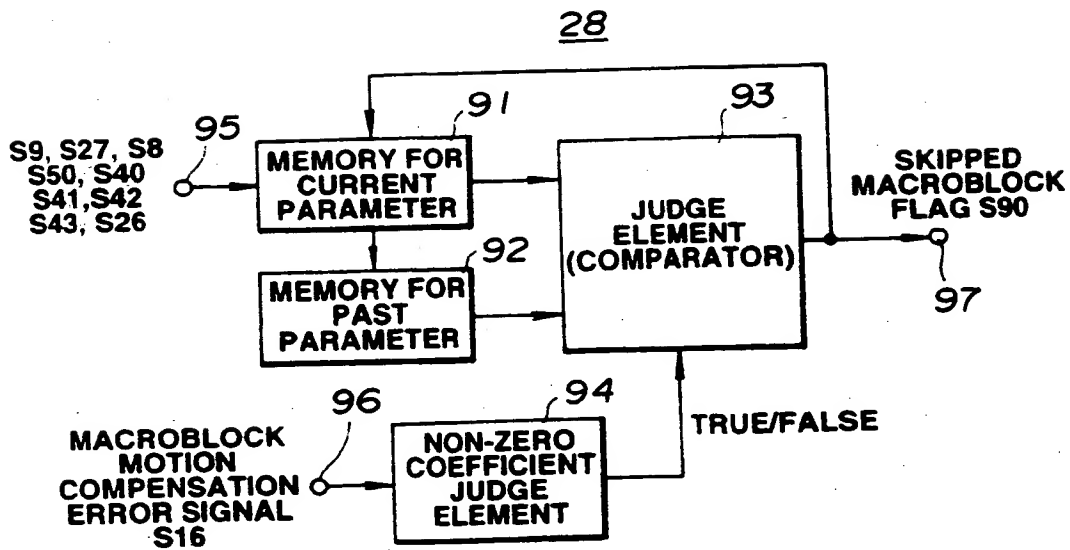 28
91
93
95
S9, S27, S8
S50, S40
S41,S42
S43, S26
MEMORY FOR
CURRENT
PARAMETER
92
MEMORY FOR
PAST
PARAMETER
JUDGE
ELEMENT
(COMPARATOR)
SKIPPED
MACROBLOCK
FLAG S90
97
96
94
MACROBLOCK
MOTION
COMPENSATION
ERROR SIGNAL
S16
NON-ZERO
COEFFICIENT
JUDGE
ELEMENT
TRUE/FALSE